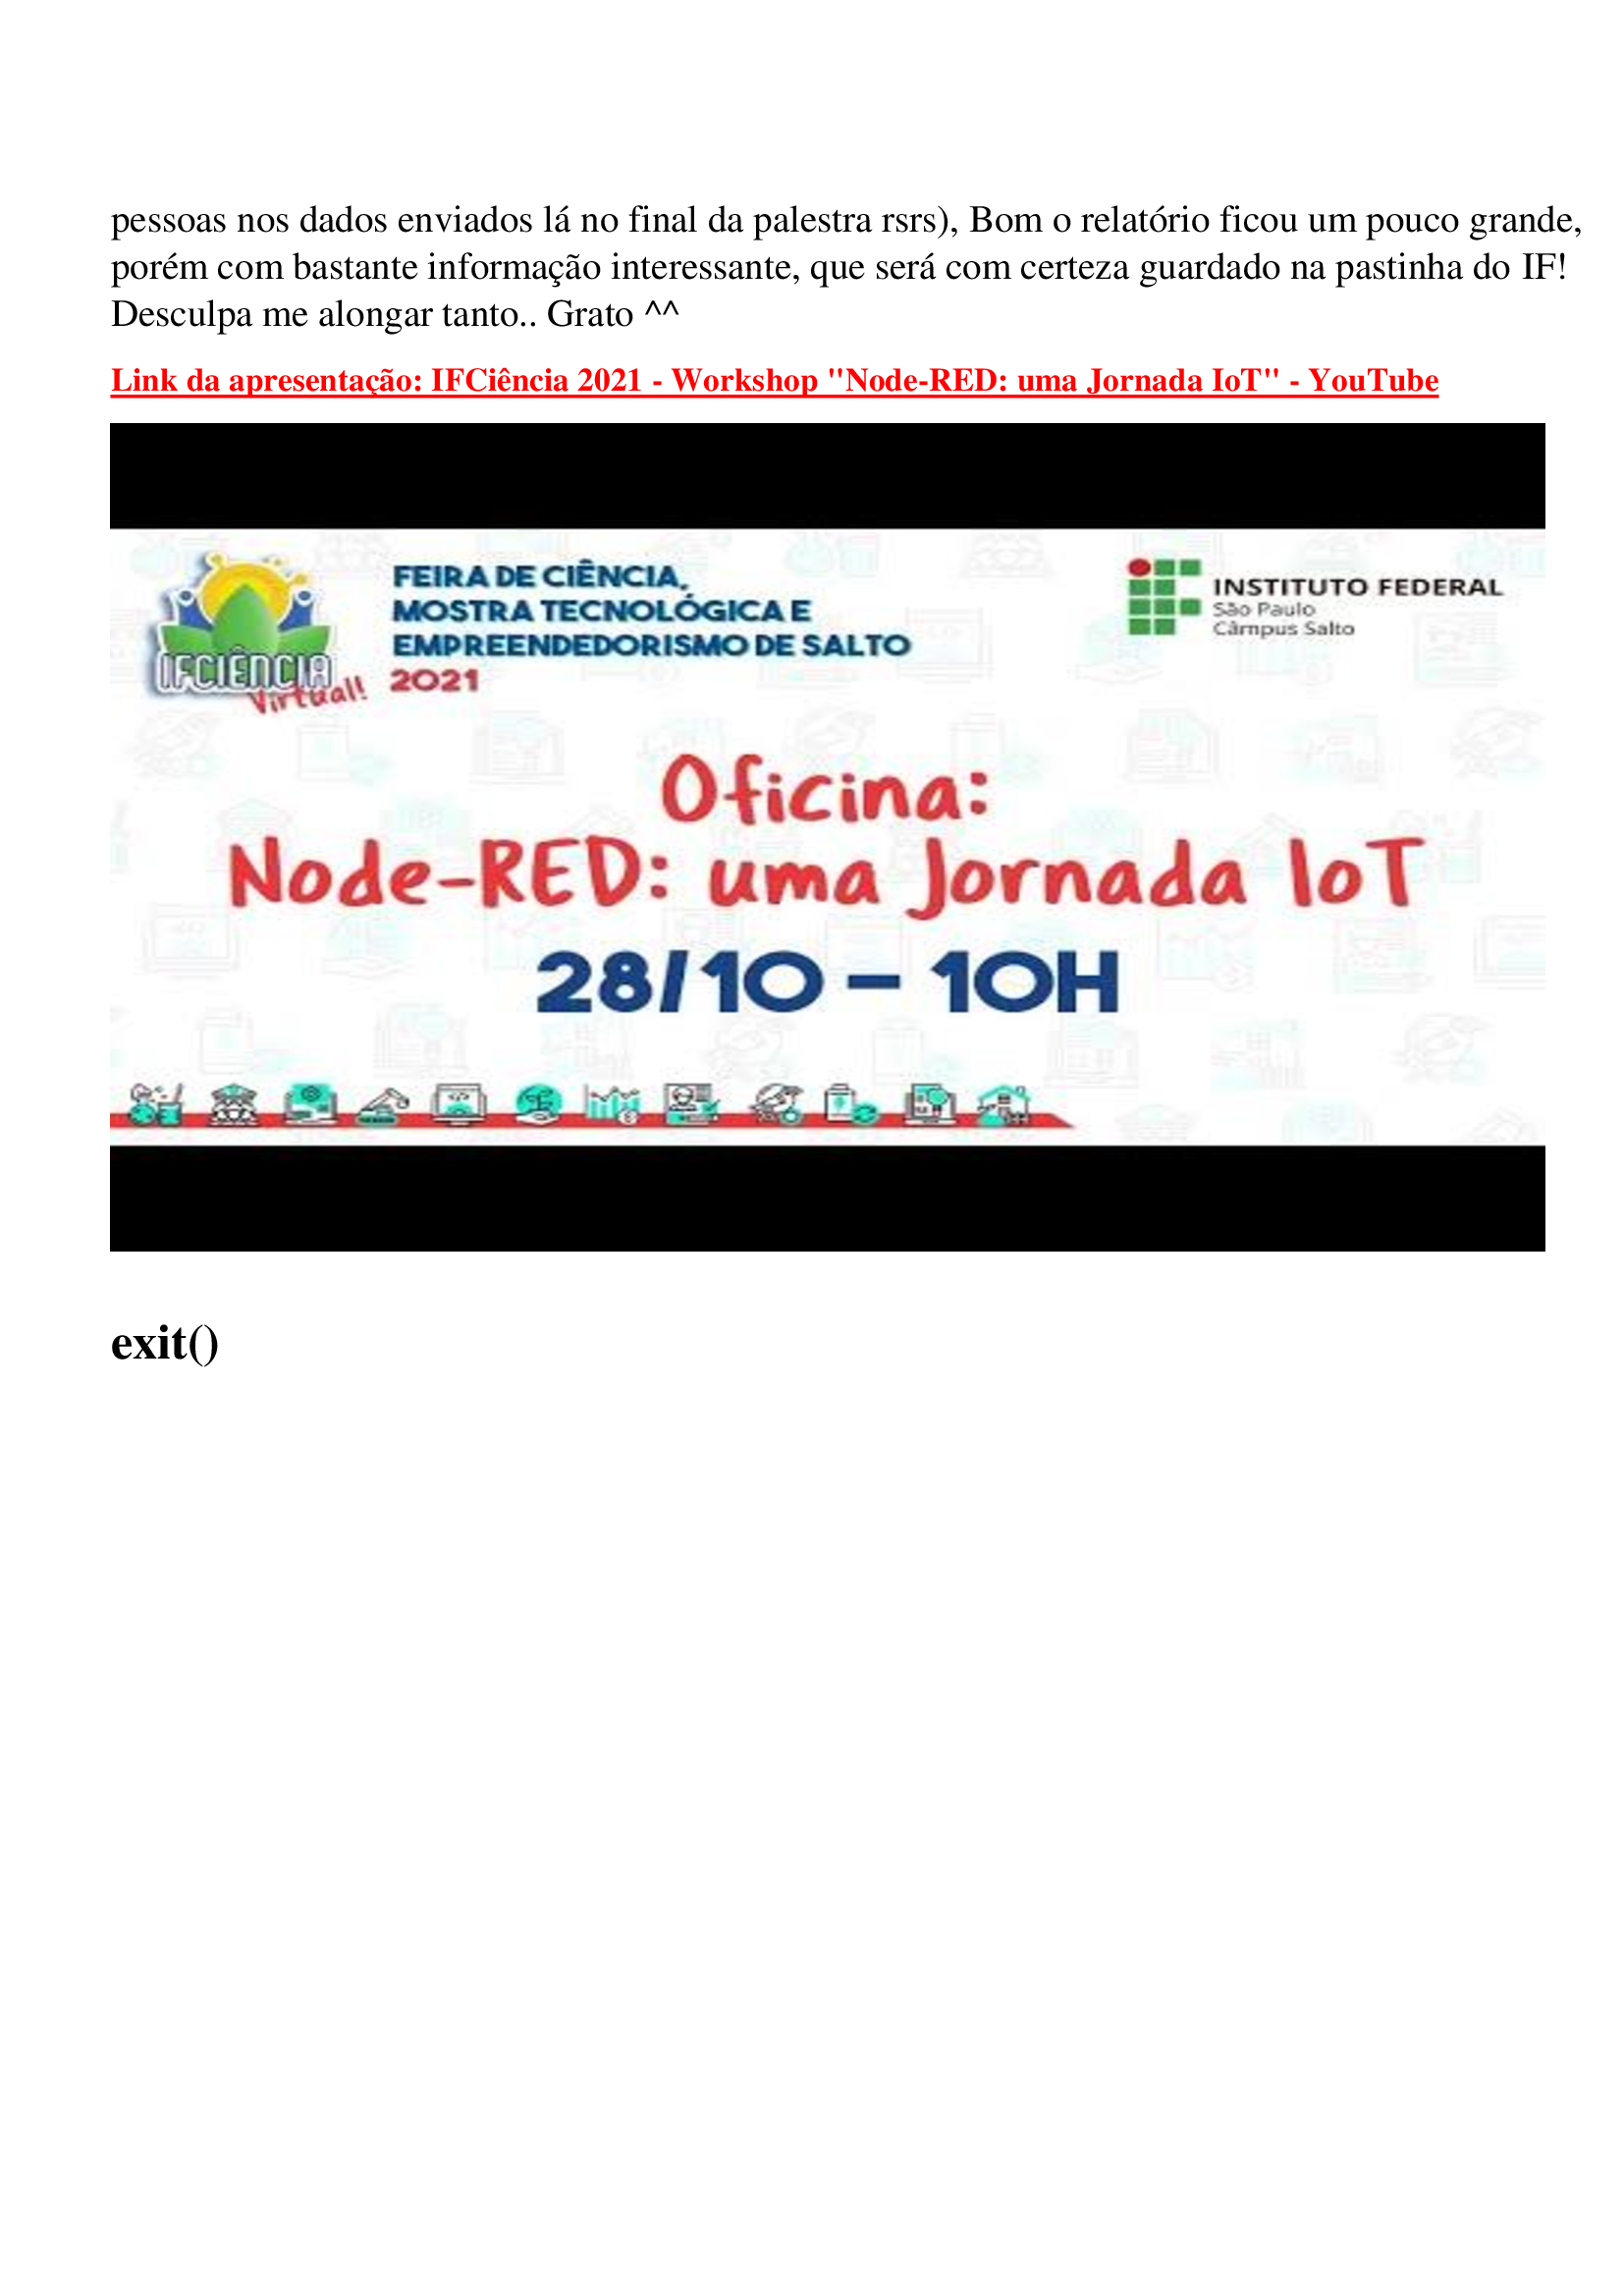 pessoas nos dados enviados lá no final da palestra rsrs), Bom o relatório ficou um pouco grande,
porém com bastante informação interessante, que será com certeza guardado na pastinha do IF!
Desculpa me alongar tanto.. Grato ^^
Link da apresentação: IFCiência 2021 - Workshop "Node-RED: uma Jornada IoT" - YouTube
IFCIÊNCIA
Virtual!
FEIRA DE CIÊNCIA,
MOSTRA TECNOLÓGICA E
EMPREENDEDORISMO DE SALTO
2021
INSTITUTO FEDERAL
São Paulo
Câmpus Salto
Oficina:
Node-RED: uma Jornada IoT
28/10 – 10H
exit()